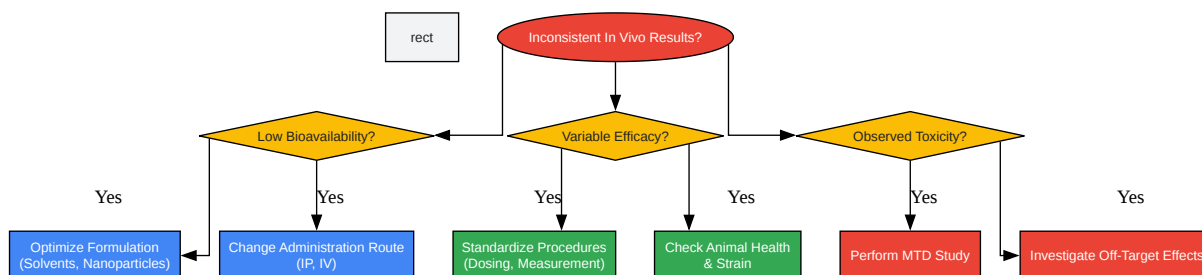 rect
Inconsistent In Vivo Results?
Low Bioavailability?
Variable Efficacy?
Observed Toxicity?
Yes
Yes
Yes
Yes
Yes
Yes
Optimize Formulation
(Solvents, Nanoparticles)
Change Administration Route
(IP, IV)
Standardize Procedures
(Dosing, Measurement)
Check Animal Health
& Strain
Perform MTD Study
Investigate Off-Target Effects